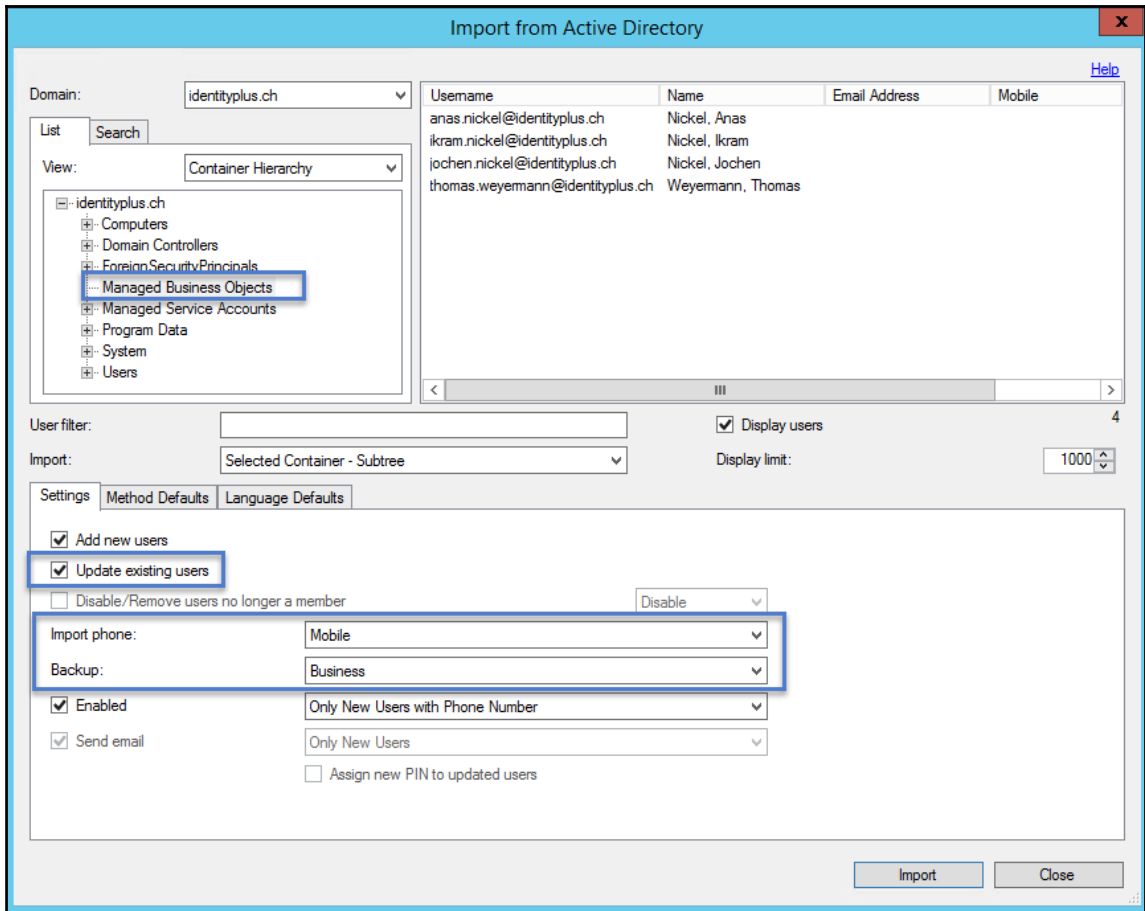 Import from Active Directory
x
Help
Domain:
identityplus.ch
List
Search
View:
Container Hierarchy
identityplus.ch
Computers
Domain Controllers
ForeignSecurityPrincipals
Managed Business Objects
Managed Service Accounts
Program Data
System
Users
Username Name Email Address Mobile
anas.nickel@identityplus.ch Nickel, Anas
ikram.nickel@identityplus.ch Nickel, Ikram
jochen.nickel@identityplus.ch Nickel, Jochen
thomas.weyermann@identityplus.ch Weyermann, Thomas
User filter:
Display users
4
Import:
Selected Container - Subtree
Display limit:
1000
Settings
Method Defaults
Language Defaults
Add new users
Update existing users
Disable/Remove users no longer a member
Disable
Import phone:
Mobile
Backup:
Business
Enabled
Only New Users with Phone Number
Send email
Only New Users
Assign new PIN to updated users
Import
Close